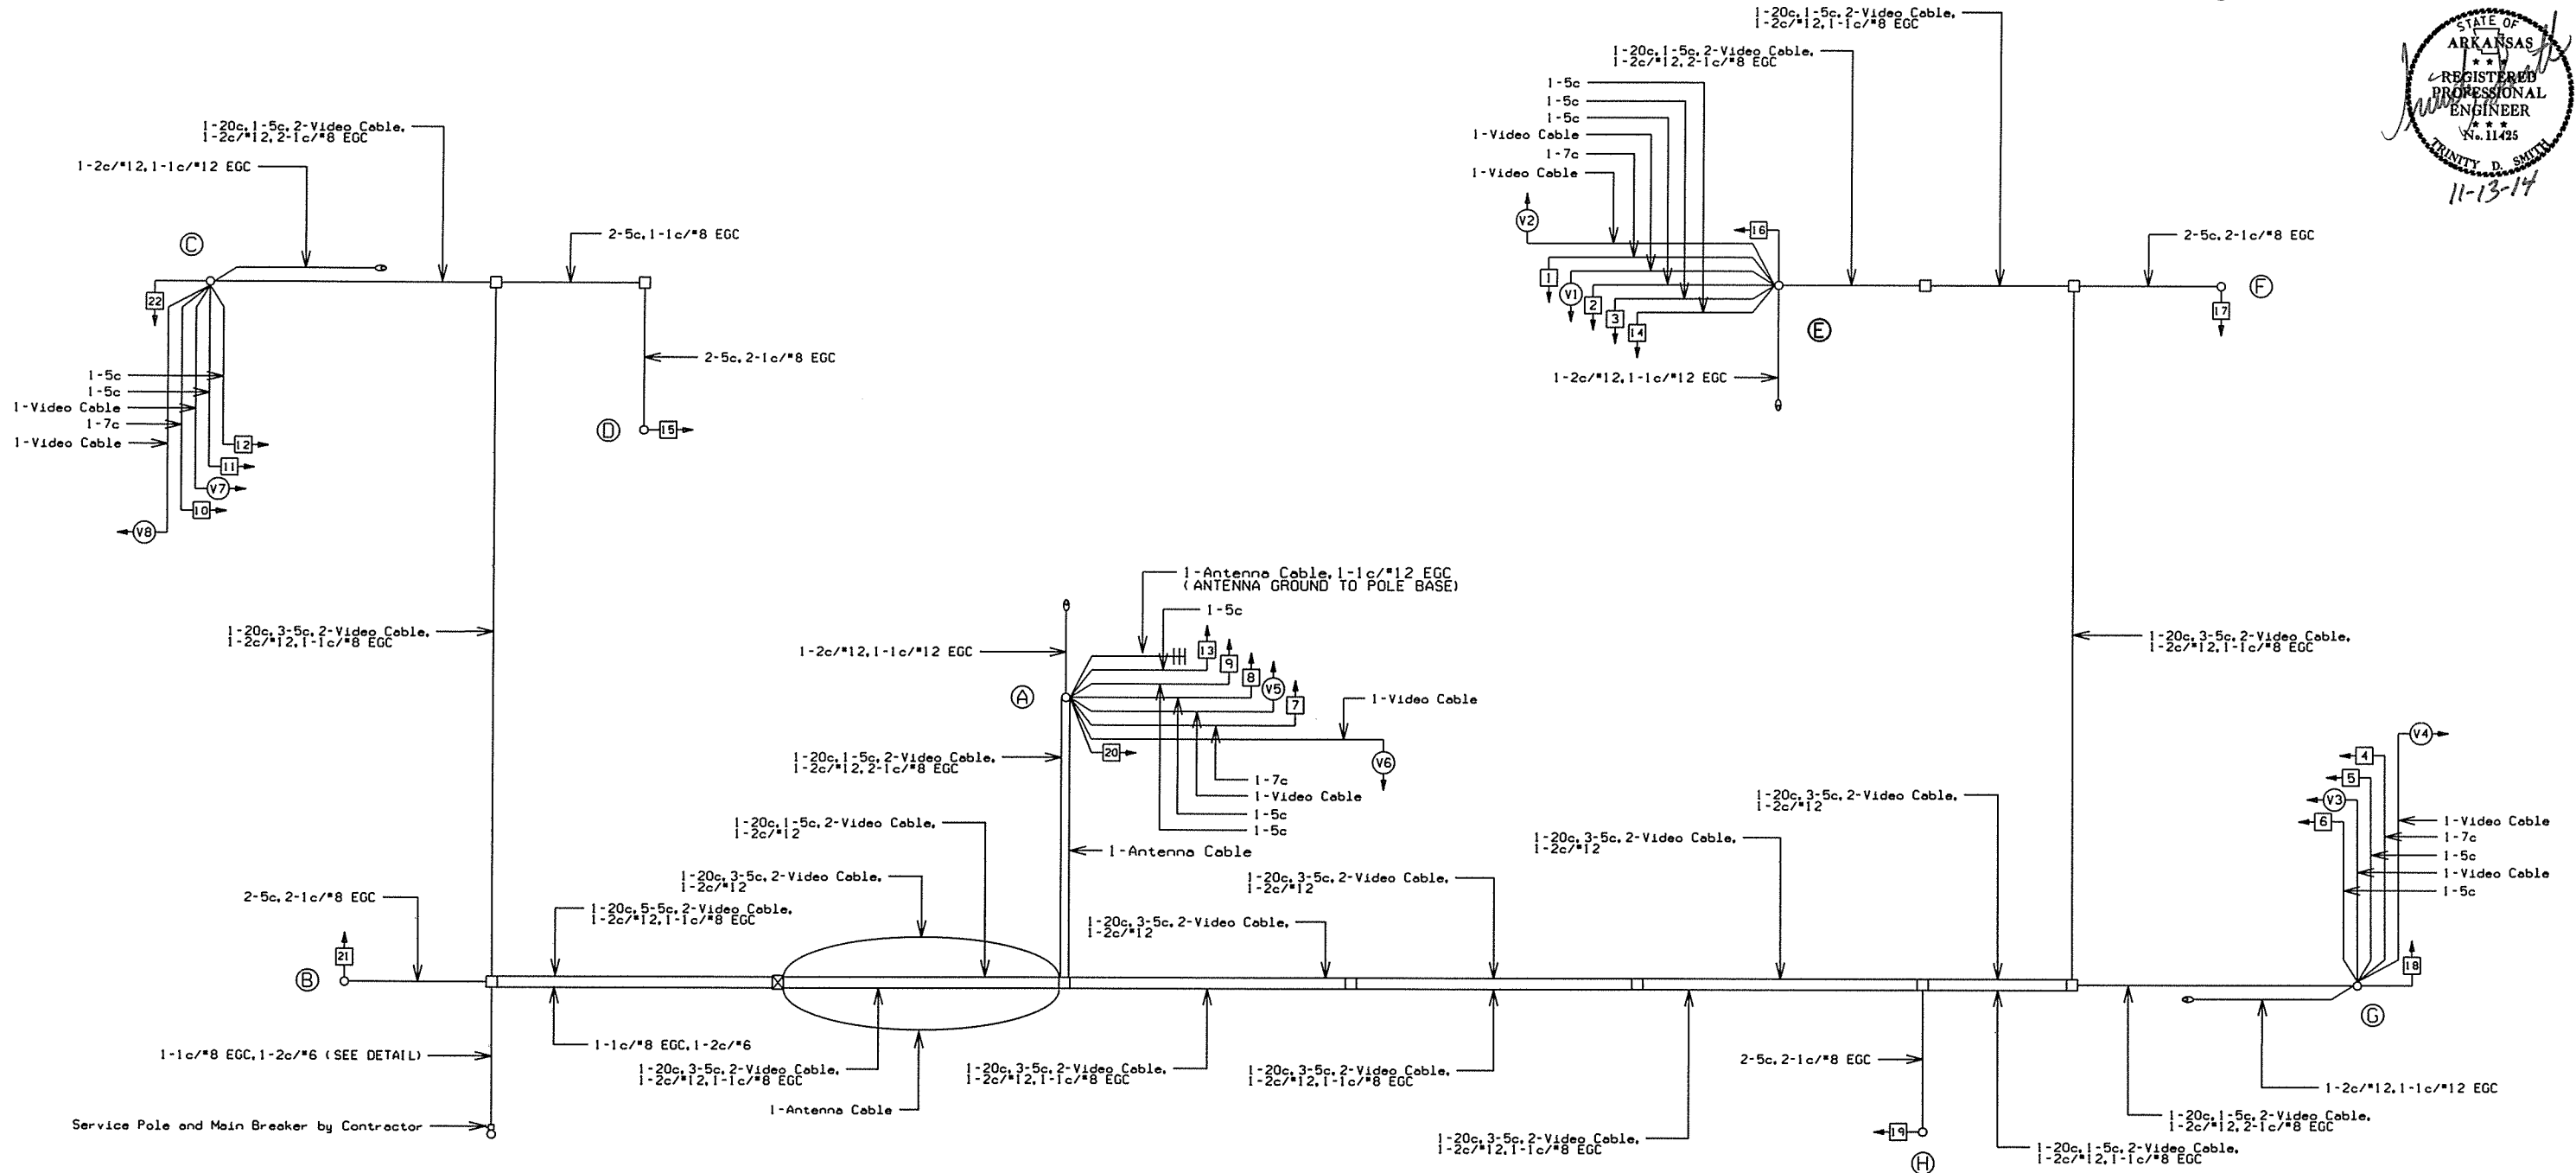 1-20c,1-5c,2-Video Cable,
1-2c/#12,1-1c/#8 EGC
1-20c,1-5c,2-Video Cable,
1-2c/#12,2-1c/#8 EGC
1-5c
1-5c
1-5c
1-Video Cable
1-7c
1-Video Cable
STATE OF
ARKANSAS
REGISTERED
PROFESSIONAL
ENGINEER
No. 11425
TRINITY D. SMITH
11-13-14
1-20c,1-5c,2-Video Cable,
1-2c/#12,2-1c/#8 EGC
1-2c/#12,1-1c/#12 EGC
2-5c,1-1c/#8 EGC
C
22
2-5c,2-1c/#8 EGC
D
15
1-5c
1-5c
1-Video Cable
1-7c
1-Video Cable
12
11
V7
10
V8
V2
16
1
V1
2
3
14
E
2-5c,2-1c/#8 EGC
F
17
1-2c/#12,1-1c/#12 EGC
1-Antenna Cable,1-1c/#12 EGC
(ANTENNA GROUND TO POLE BASE)
1-5c
1-20c,3-5c,2-Video Cable,
1-2c/#12,1-1c/#8 EGC
1-2c/#12,1-1c/#12 EGC
13
9
8
V5
7
A
1-Video Cable
20
V6
1-20c,1-5c,2-Video Cable,
1-2c/#12,2-1c/#8 EGC
1-7c
1-Video Cable
1-5c
1-5c
1-20c,3-5c,2-Video Cable,
1-2c/#12,1-1c/#8 EGC
V4
4
5
V3
6
1-Video Cable
1-7c
1-5c
1-Video Cable
1-5c
18
G
1-20c,1-5c,2-Video Cable,
1-2c/#12
1-Antenna Cable
1-20c,3-5c,2-Video Cable,
1-2c/#12
1-20c,3-5c,2-Video Cable,
1-2c/#12
1-20c,3-5c,2-Video Cable,
1-2c/#12
1-20c,3-5c,2-Video Cable,
1-2c/#12
1-20c,3-5c,2-Video Cable,
1-2c/#12
2-5c,2-1c/#8 EGC
1-20c,5-5c,2-Video Cable,
1-2c/#12,1-1c/#8 EGC
21
B
1-1c/#8 EGC,1-2c/#6 (SEE DETAIL)
1-1c/#8 EGC,1-2c/#6
1-20c,3-5c,2-Video Cable,
1-2c/#12,1-1c/#8 EGC
1-Antenna Cable
1-20c,3-5c,2-Video Cable,
1-2c/#12,1-1c/#8 EGC
1-20c,3-5c,2-Video Cable,
1-2c/#12,1-1c/#8 EGC
2-5c,2-1c/#8 EGC
1-2c/#12,1-1c/#12 EGC
Service Pole and Main Breaker by Contractor
1-20c,3-5c,2-Video Cable,
1-2c/#12,1-1c/#8 EGC
19
H
1-20c,1-5c,2-Video Cable,
1-2c/#12,2-1c/#8 EGC
1-20c,1-5c,2-Video Cable,
1-2c/#12,1-1c/#8 EGC